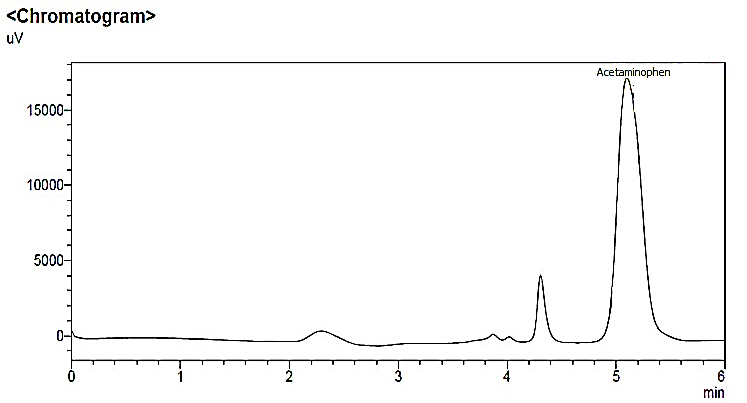 <Chromatogram>
uV
Acetaminophen
15000
10000
5000
0
0 1 2 3 4 5 6
min